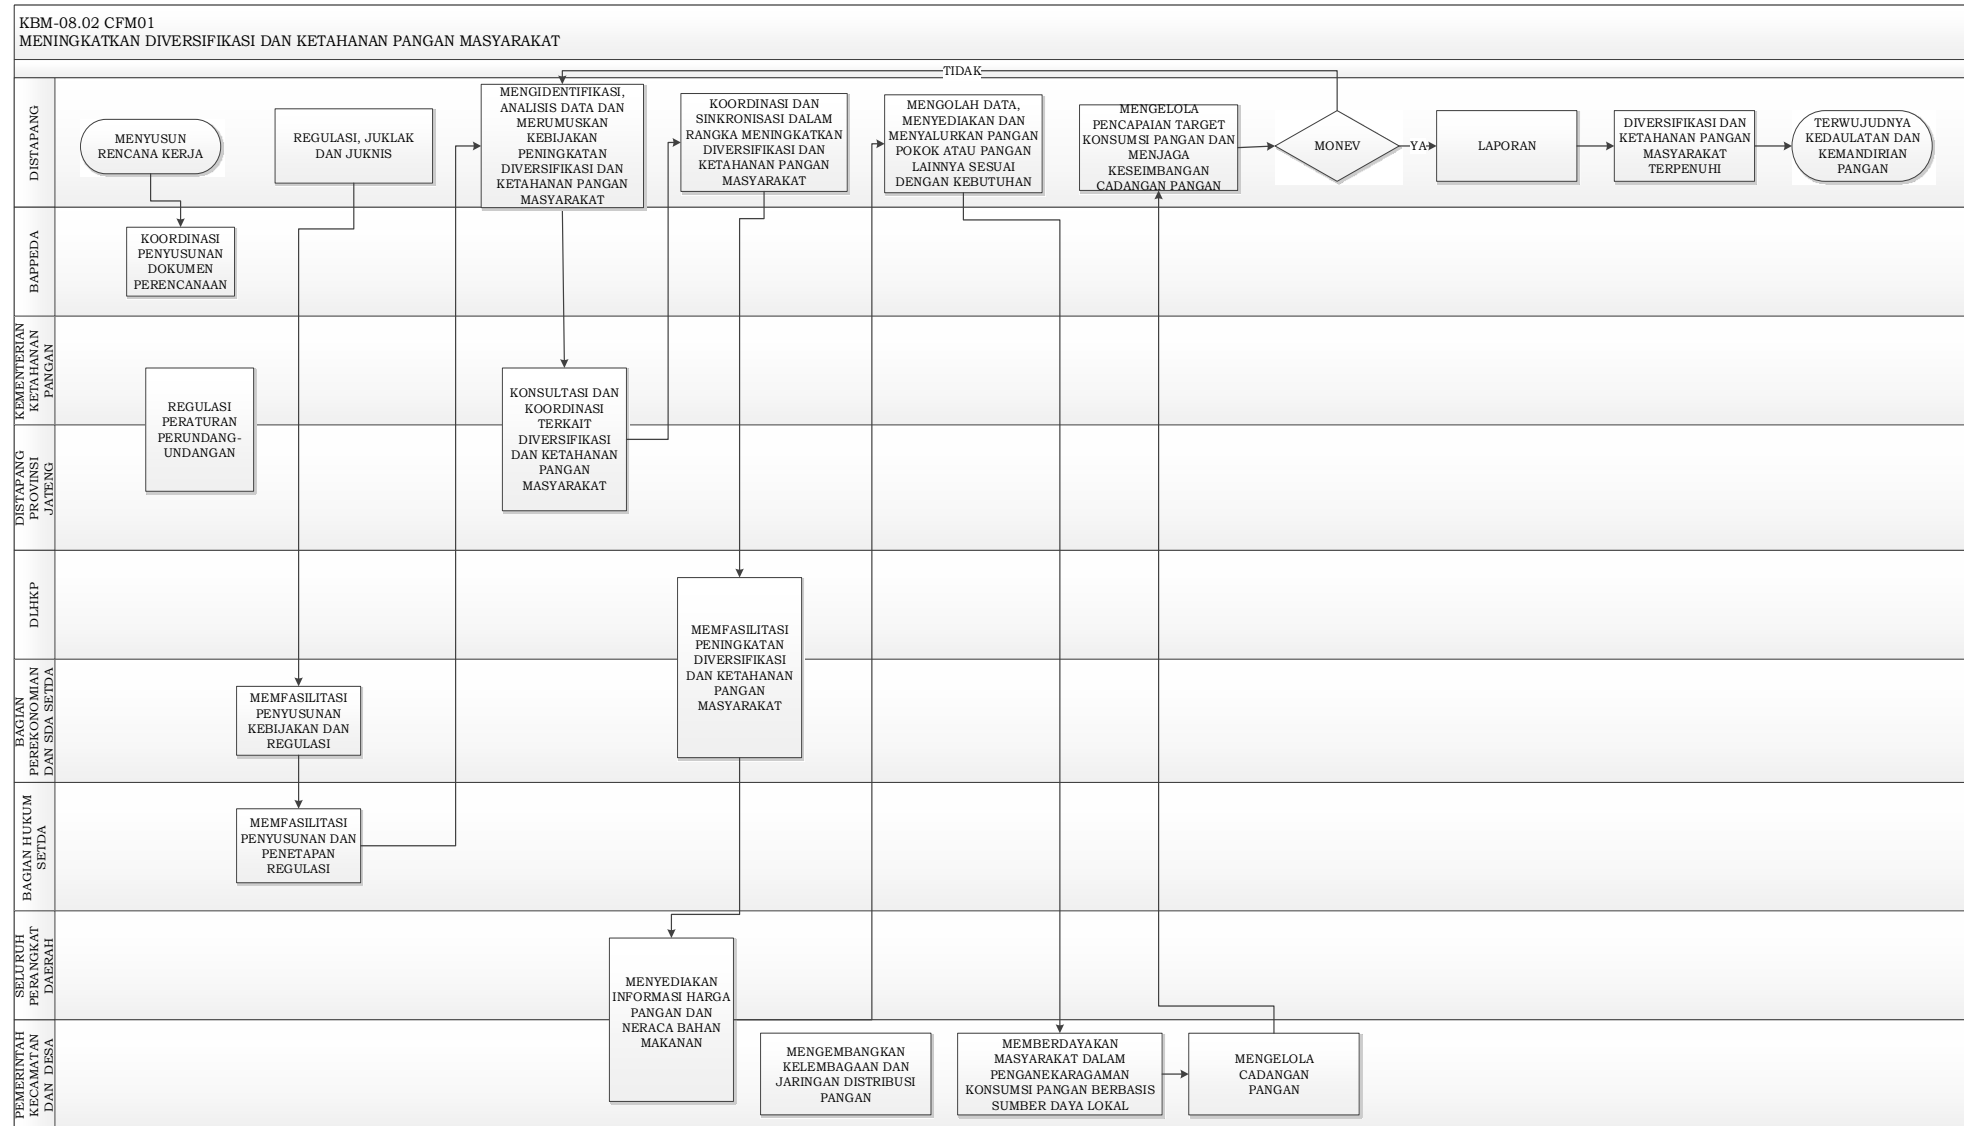 KBM-08.02 CFM01
MENINGKATKAN DIVERSIFIKASI DAN KETAHANAN PANGAN MASYARAKAT
TIDAK
DISTAPANG
MENYUSUN
RENCANA KERJA
REGULASI, JUKLAK
DAN JUKNIS
MENGIDENTIFIKASI,
ANALISIS DATA DAN
MERUMUSKAN
KEBIJAKAN
PENINGKATAN
DIVERSIFIKASI DAN
KETAHANAN PANGAN
MASYARAKAT
KOORDINASI DAN
SINKRONISASI DALAM
RANGKA MENINGKATKAN
DIVERSIFIKASI DAN
KETAHANAN PANGAN
MASYARAKAT
MENGOLAH DATA,
MENYEDIAKAN DAN
MENYALURKAN PANGAN
POKOK ATAU PANGAN
LAINNYA SESUAI
DENGAN KEBUTUHAN
MENGELOLA
PENCAPAIAN TARGET
KONSUMSI PANGAN DAN
MENJAGA
KESEIMBANGAN
CADANGAN PANGAN
MONEV
YA
LAPORAN
DIVERSIFIKASI DAN
KETAHANAN PANGAN
MASYARAKAT
TERPENUHI
TERWUJUDNYA
KEDAULATAN DAN
KEMANDIRIAN
PANGAN
BAPPEDA
KOORDINASI
PENYUSUNAN
DOKUMEN
PERENCANAAN
KEMENTERIAN
KETAHANAN
PANGAN
REGULASI
PERATURAN
PERUNDANG-
UNDANGAN
KONSULTASI DAN
KOORDINASI
TERKAIT
DIVERSIFIKASI
DAN KETAHANAN
PANGAN
MASYARAKAT
DISTAPANG
PROVINSI
JATENG
DLHKP
MEMFASILITASI
PENINGKATAN
DIVERSIFIKASI
DAN KETAHANAN
PANGAN
MASYARAKAT
BAGIAN
PEREKONOMIAN
DAN SDA SETDA
MEMFASILITASI
PENYUSUNAN
KEBIJAKAN DAN
REGULASI
BAGIAN HUKUM
SETDA
MEMFASILITASI
PENYUSUNAN DAN
PENETAPAN
REGULASI
SELURUH
PERANGKAT
DAERAH
MENYEDIAKAN
INFORMASI HARGA
PANGAN DAN
NERACA BAHAN
MAKANAN
PEMERINTAH
KECAMATAN
DAN DESA
MENGEMBANGKAN
KELEMBAGAAN DAN
JARINGAN DISTRIBUSI
PANGAN
MEMBERDAYAKAN
MASYARAKAT DALAM
PENGANEKARAGAMAN
KONSUMSI PANGAN BERBASIS
SUMBER DAYA LOKAL
MENGELOLA
CADANGAN
PANGAN